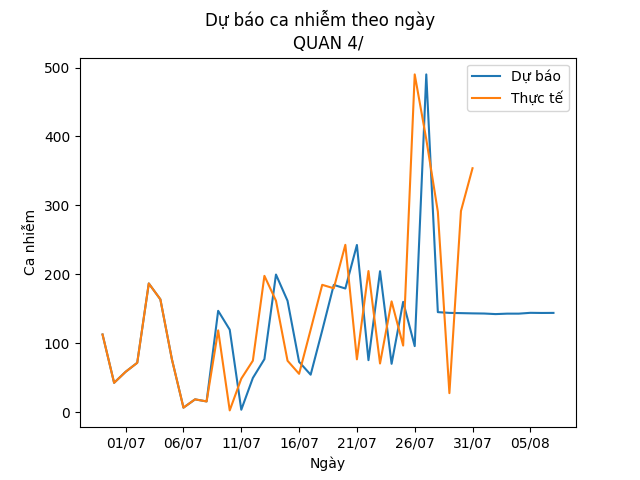 Dự báo ca nhiễm theo ngày
QUAN 4/
Dự báo
Thực tế
Ca nhiễm
500
400
300
200
100
0
01/07 06/07 11/07 16/07 21/07 26/07 31/07 05/08
Ngày